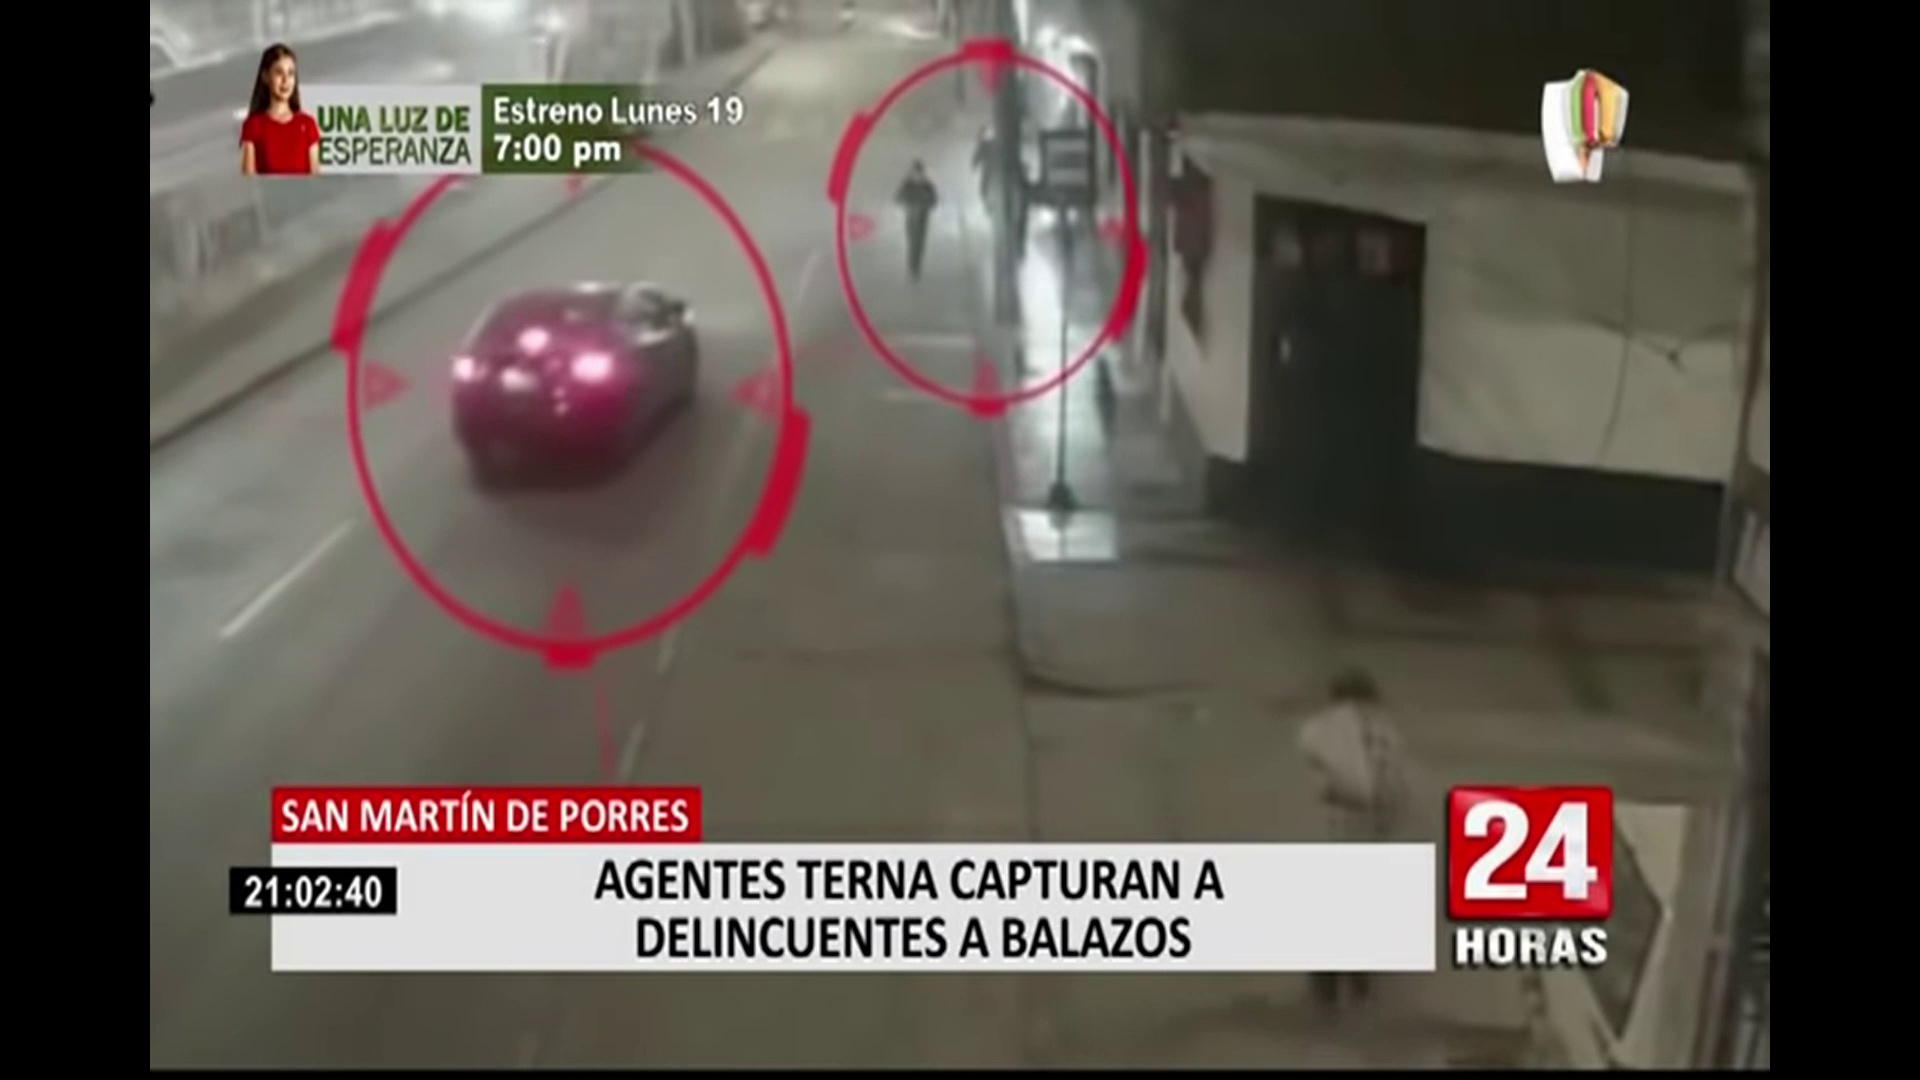 UNA LUZ DE
ESPERANZA
Estreno Lunes 19
7:00 pm
SAN MARTÍN DE PORRES
21:02:40
AGENTES TERNA CAPTURAN A
DELINCUENTES A BALAZOS
24
HORAS